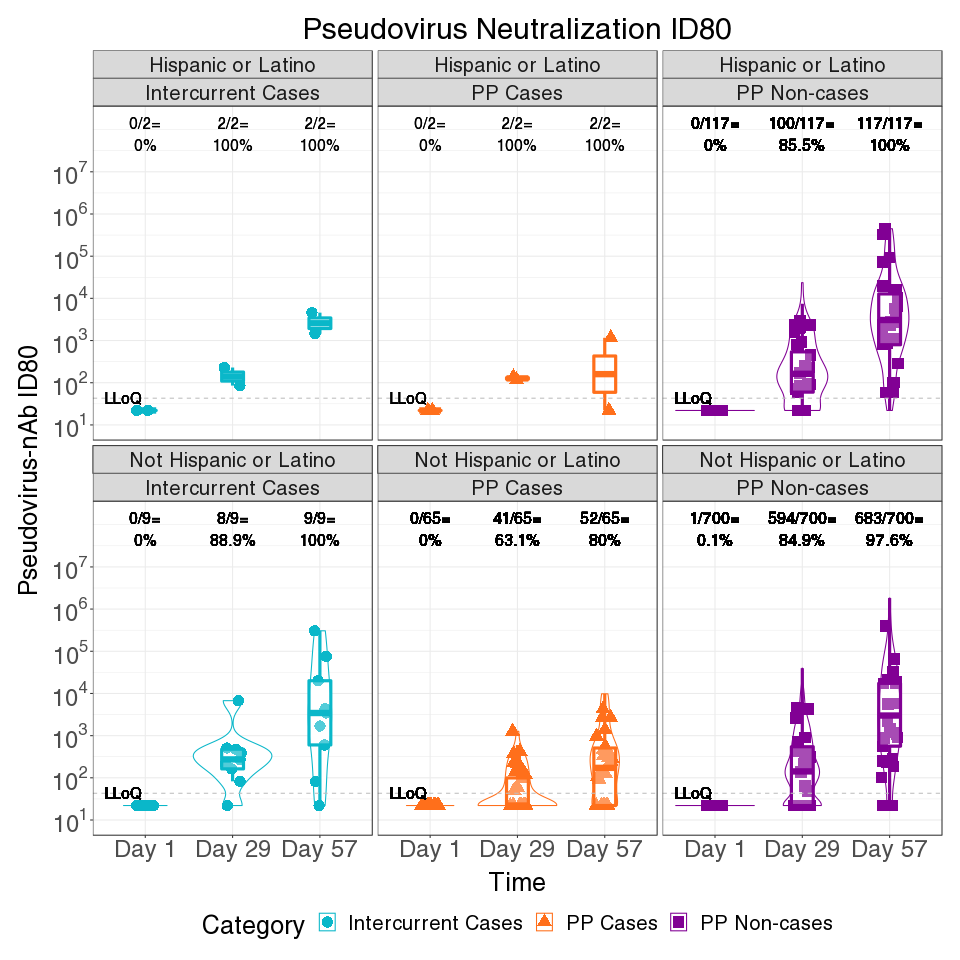 Pseudovirus Neutralization ID80
Hispanic or Latino Hispanic or Latino Hispanic or Latino
Intercurrent Cases PP Cases PP Non-cases
0/2= 2/2= 2/2= 0/2= 2/2= 2/2= 0/117= 100/117= 117/117=
0% 100% 100% 0% 100% 100% 0% 85.5% 100%
10⁷
10⁶
10⁵
10⁴
10³
10²
LLoQ LLoQ LLoQ
10¹
Pseudovirus-nAb ID80
Not Hispanic or Latino Not Hispanic or Latino Not Hispanic or Latino
Intercurrent Cases PP Cases PP Non-cases
0/9= 8/9= 9/9= 0/65= 41/65= 52/65= 1/700= 594/700= 683/700=
0% 88.9% 100% 0% 63.1% 80% 0.1% 84.9% 97.6%
10⁷
10⁶
10⁵
10⁴
10³
10²
LLoQ LLoQ LLoQ
10¹
Day 1 Day 29 Day 57 Day 1 Day 29 Day 57 Day 1 Day 29 Day 57
Time
Category Intercurrent Cases PP Cases PP Non-cases